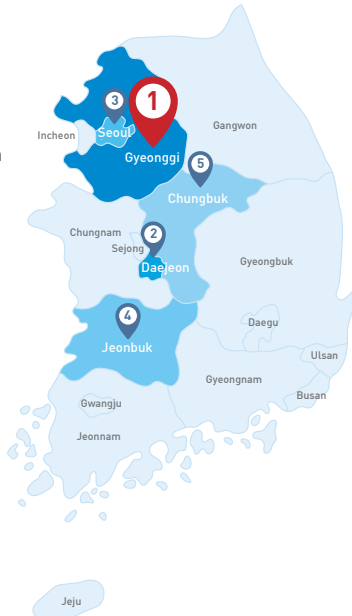 3
1
Seoul
Incheon
Gangwon
Gyeonggi
5
Chungbuk
Chungnam
2
Sejong
Daejeon
Gyeongbuk
4
Daegu
Jeonbuk
Ulsan
Gyeongnam
Busan
Gwangju
Jeonnam
Jeju